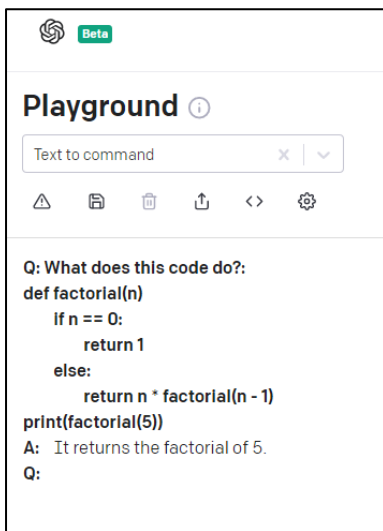 Beta
Playground
Text to command
Q: What does this code do?:
def factorial(n)
    if n == 0:
        return 1
    else:
        return n * factorial(n - 1)
print(factorial(5))
A: It returns the factorial of 5.
Q: